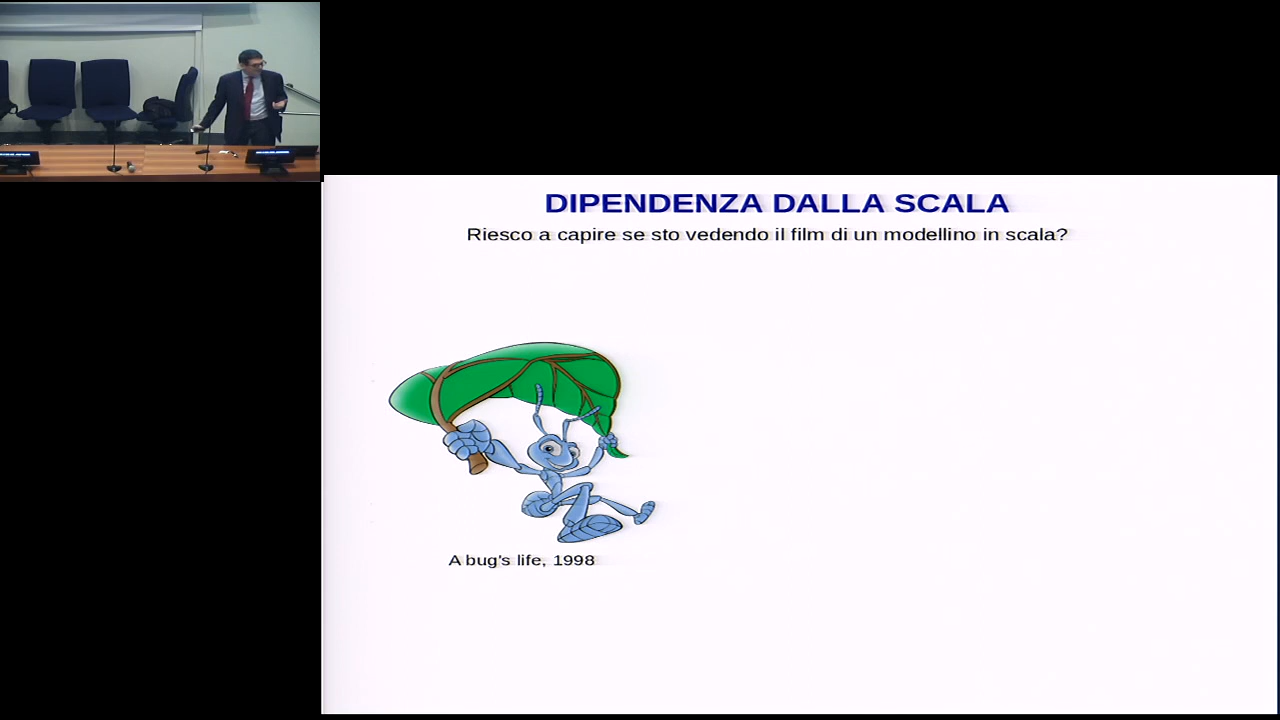 DIPENDENZA DALLA SCALA
Riesco a capire se sto vedendo il film di un modellino in scala?
A bug's life, 1998